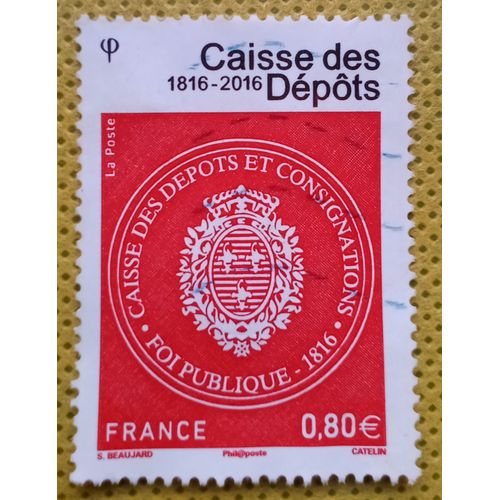 φ
Caisse des
1816-2016 Dépôts
La Poste
CAISSE DES DEPOTS ET CONSIGNATIONS
• FOI PUBLIQUE - 1816 •
FRANCE 0,80€
S. BEAUJARD Phil@poste CATELIN